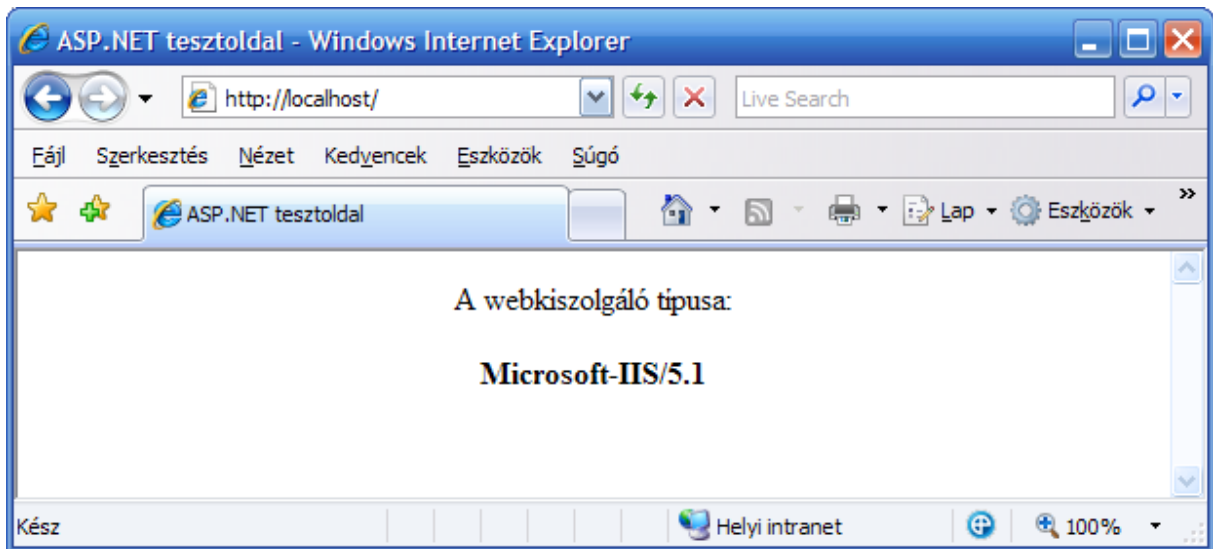 ASP.NET tesztoldal - Windows Internet Explorer
http://localhost/
Live Search
Fájl Szerkesztés Nézet Kedvencek Eszközök Súgó
ASP.NET tesztoldal
Lap
Eszközök
»
A webkiszolgáló típusa:
Microsoft-IIS/5.1
Kész
Helyi intranet
100%